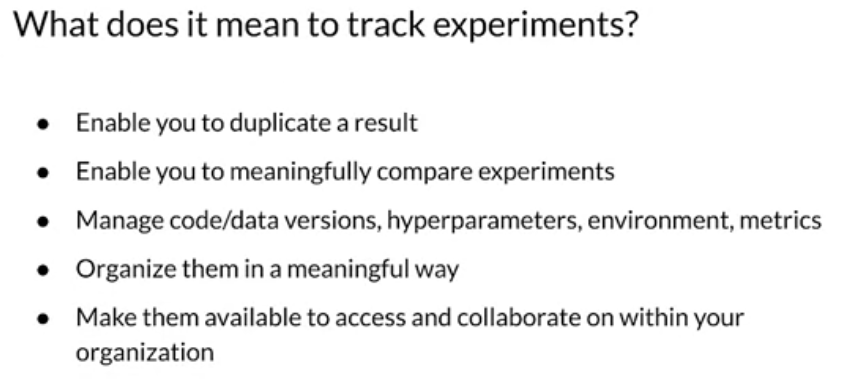 What does it mean to track experiments?
● Enable you to duplicate a result
● Enable you to meaningfully compare experiments
● Manage code/data versions, hyperparameters, environment, metrics
● Organize them in a meaningful way
● Make them available to access and collaborate on within your
organization